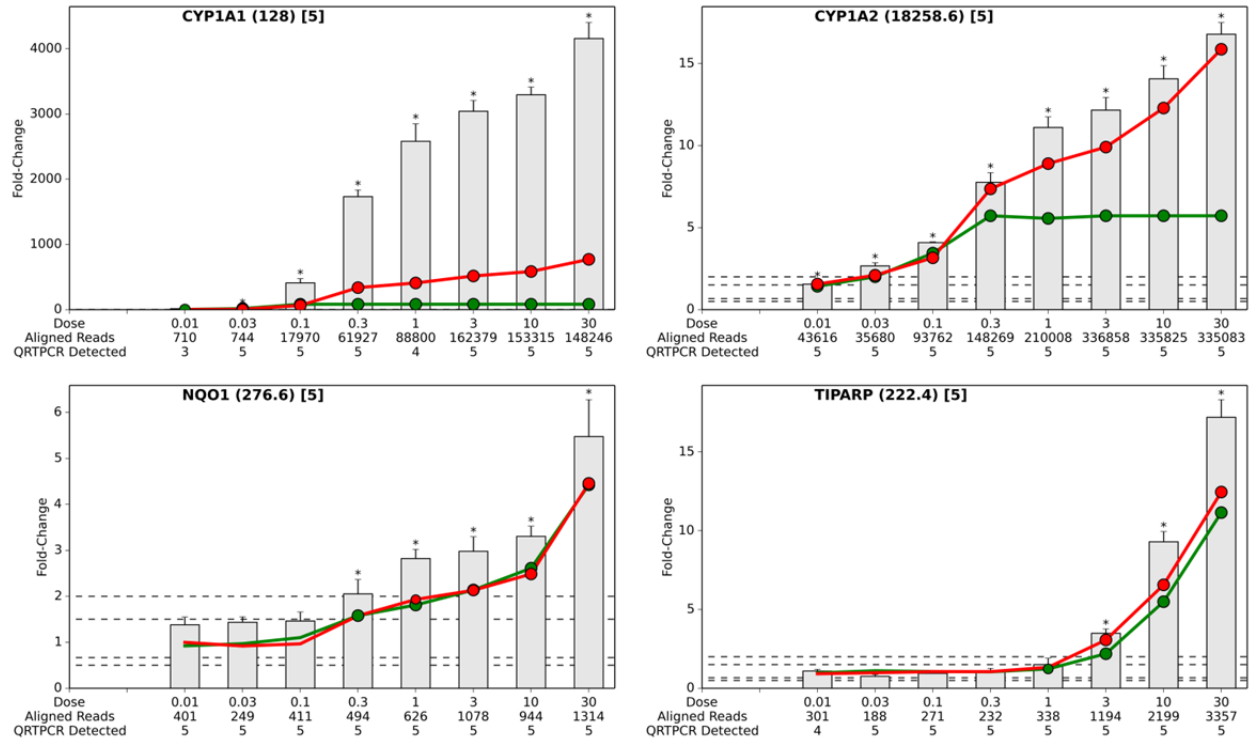 CYP1A1 (128) [5]
Fold-Change
4000
3000
2000
1000
0
* * * * * * *
Dose 0.01 0.03 0.1 0.3 1 3 10 30
Aligned Reads 710 744 17970 61927 88800 162379 153315 148246
QRTPCR Detected 3 5 5 5 4 5 5 5
CYP1A2 (18258.6) [5]
Fold-Change
15
10
5
0
* * * * * * * *
Dose 0.01 0.03 0.1 0.3 1 3 10 30
Aligned Reads 43616 35680 93762 148269 210008 336858 335825 335083
QRTPCR Detected 5 5 5 5 5 5 5 5
NQO1 (276.6) [5]
Fold-Change
6
5
4
3
2
1
0
* * * * *
Dose 0.01 0.03 0.1 0.3 1 3 10 30
Aligned Reads 401 249 411 494 626 1078 944 1314
QRTPCR Detected 5 5 5 5 5 5 5 5
TIPARP (222.4) [5]
Fold-Change
15
10
5
0
* * *
Dose 0.01 0.03 0.1 0.3 1 3 10 30
Aligned Reads 301 188 271 232 338 1194 2199 3357
QRTPCR Detected 4 5 5 5 5 5 5 5